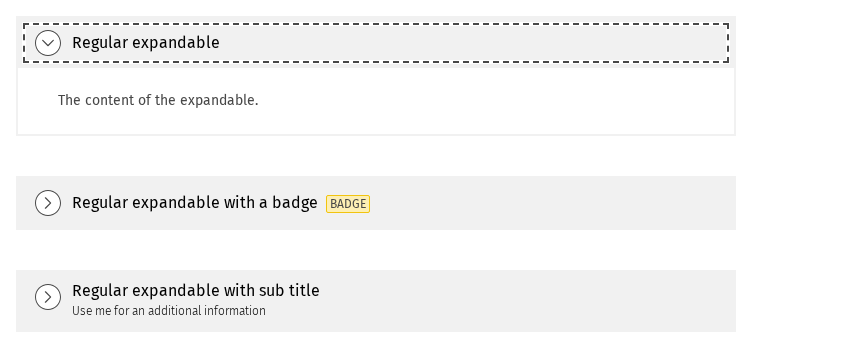 Regular expandable
The content of the expandable.
Regular expandable with a badge BADGE
Regular expandable with sub title
Use me for an additional information